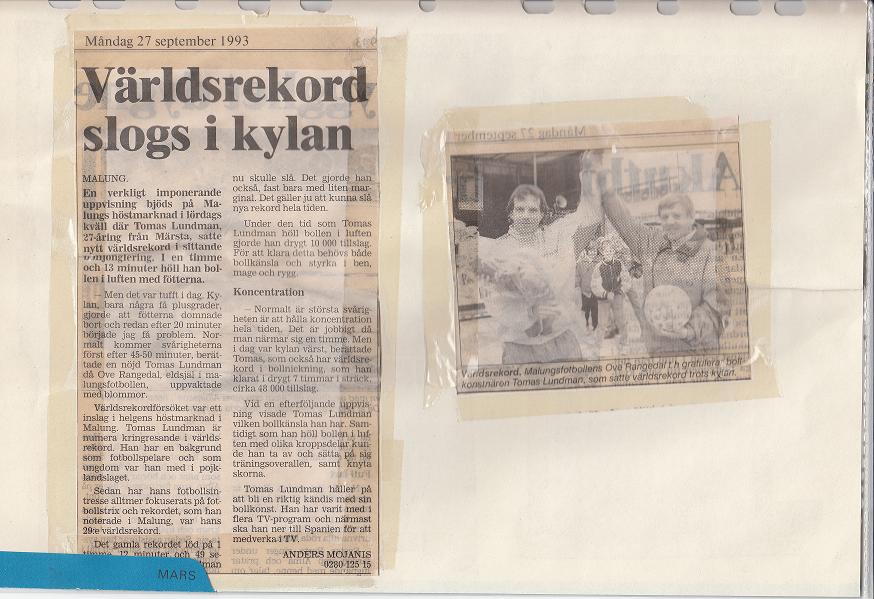 Måndag 27 september 1993
Världsrekord
slogs i kylan
MALUNG.
En verkligt imponerande
uppvisning bjöds på Ma-
lungs höstmarknad i lördags
kväll där Tomas Lundman,
27-åring från Märsta, satte
nytt världsrekord i sittande
bolljonglering. I en timme
och 13 minuter höll han bol-
len i luften med fötterna.
– Men det var tufft i dag. Ky-
lan, bara några få plusgrader,
gjorde att fötterna domnade
bort och redan efter 20 minuter
började jag få problem. Nor-
malt kommer svårigheterna
först efter 45-50 minuter, berät-
tade en nöjd Tomas Lundman
då Ove Rangedal, eldsjäl i ma-
lungsfotbollen, uppvaktade
med blommor.
Världsrekordförsöket var ett
inslag i helgens höstmarknad i
Malung. Tomas Lundman är
numera kringresande i världs-
rekord. Han har en bakgrund
som fotbollspelare och som
ungdom var han med i pojk-
landslaget.
Sedan har hans fotbollsin-
tresse alltmer fokuserats på fot-
bollstrix och rekordet, som han
noterade i Malung, var hans
29:e världsrekord.
Det gamla rekordet löd på 1
timme, 12 minuter och 49 se-
dman
nu skulle slå. Det gjorde han
också, fast bara med liten mar-
ginal. Det gäller ju att kunna slå
nya rekord hela tiden.
Under den tid som Tomas
Lundman höll bollen i luften
gjorde han drygt 10 000 tillslag.
För att klara detta behövs både
bollkänsla och styrka i ben,
mage och rygg.
Koncentration
– Normalt är största svårig-
heten är att hålla koncentration
hela tiden. Det är jobbigt då
man närmar sig en timme. Men
i dag var kylan värst, berättade
Tomas, som också har världsre-
kord i bollnickning, som han
klarat i drygt 7 timmar i sträck,
cirka 48 000 tillslag.
Vid en efterföljande uppvis-
ning visade Tomas Lundman
vilken bollkänsla han har. Sam-
tidigt som han höll bollen i luf-
ten med olika kroppsdelar kun-
de han ta av och sätta på sig
träningsoverallen, samt knyta
skorna.
Tomas Lundman håller på
att bli en riktig kändis med sin
bollkonst. Han har varit med i
flera TV-program och närmast
ska han ner till Spanien för att
medverka i TV.
ANDERS MOJANIS
0280-125 15
Världsrekord. Malungsfotbollens Ove Rangedal t.h gratulera boll-
konstnären Tomas Lundman, som satte världsrekord trots kylan.
MARS